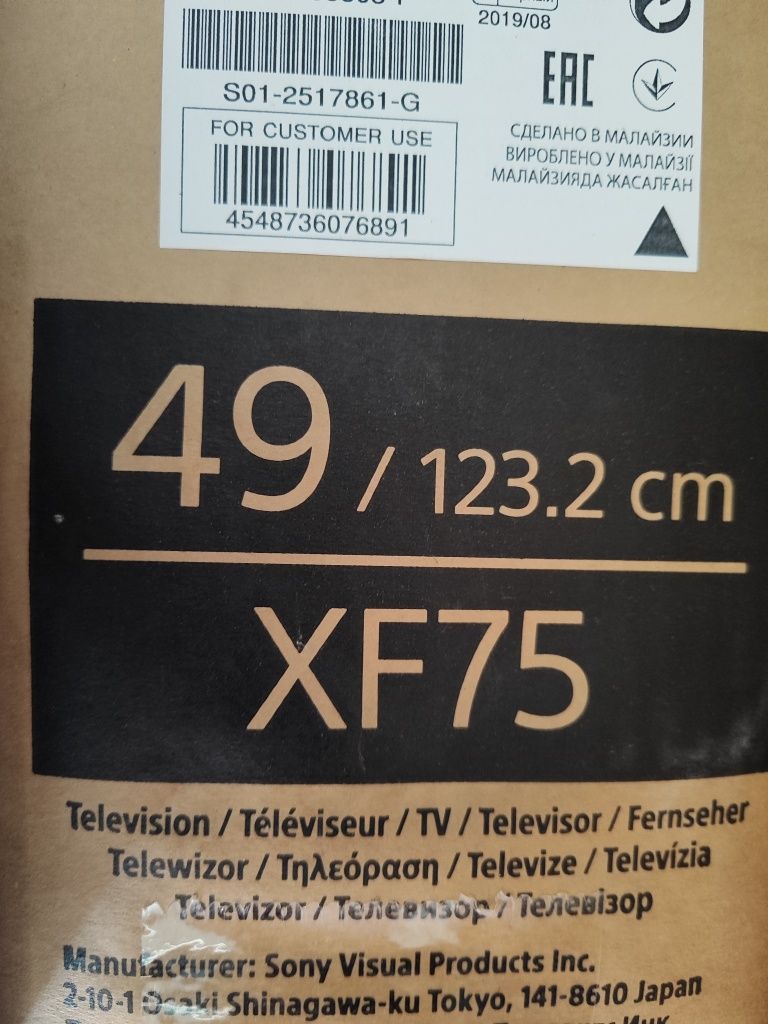 2019/08
S01-2517861-G
EAC
FOR CUSTOMER USE
4548736076891
СДЕЛАНО В МАЛАЙЗИИ
ВИРОБЛЕНО У МАЛАЙЗІЇ
МАЛАЙЗИЯДА ЖАСАЛҒАН
49 / 123.2 cm
XF75
Television / Téléviseur / TV / Televisor / Fernseher
Telewizor / Τηλεόραση / Televize / Televízia
Televizor / Телевизор / Телевізор
Manufacturer: Sony Visual Products Inc.
2-10-1 Osaki Shinagawa-ku Tokyo, 141-8610 Japan